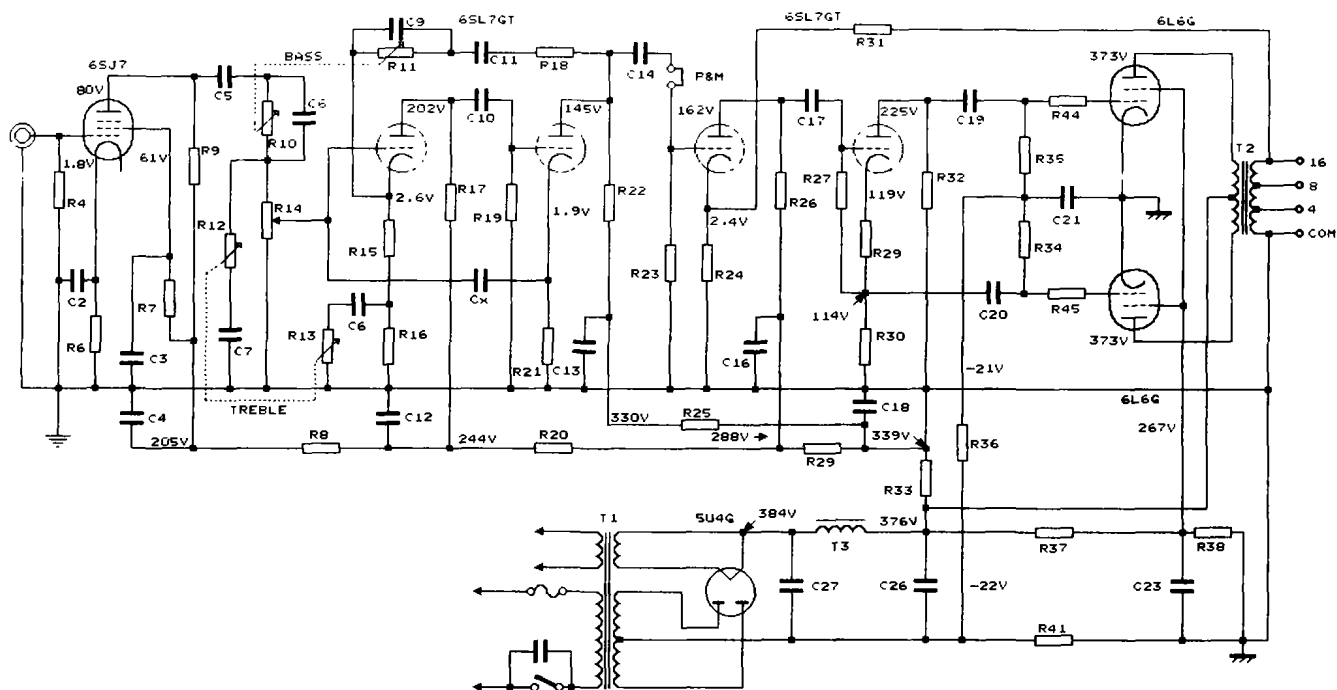 6SL7GT 6SL7GT 6L6G
C9 R31
BASS 373V
R11 C11 R18 C14
6SJ7
P&M
80V C5 C6 R10
202V C10 145V 162V C17 225V C19 R44
T2
61V R9
1.8V R35
16
R4 R12 R14 2.6V R17 R19 1.9V R22 2.4V R26 R27 119V R32 C21 8
4
COM
R15 R23 R24 R29 R34
C2 R7 Cx
C6 114V C20 R45
R6 C3 C7 R13 R16 R21 C13 C16 R30 373V
-21V
TREBLE 6L6G
C4 C12 330V R25 C18
205V R8 244V R20 288V R29 339V R36 267V
R33
T1 5U4G 384V 376V
T3 R37 R38
C27 C26 -22V C23
R41